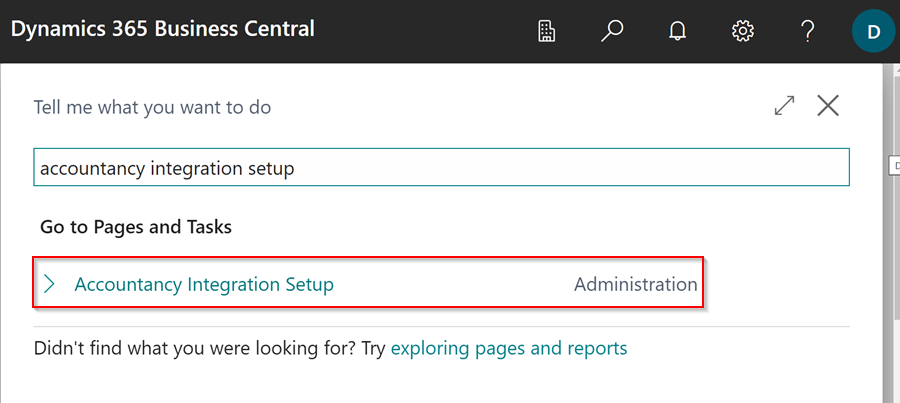 Dynamics 365 Business Central
D
Tell me what you want to do
accountancy integration setup
Go to Pages and Tasks
Accountancy Integration Setup Administration
Didn't find what you were looking for? Try exploring pages and reports